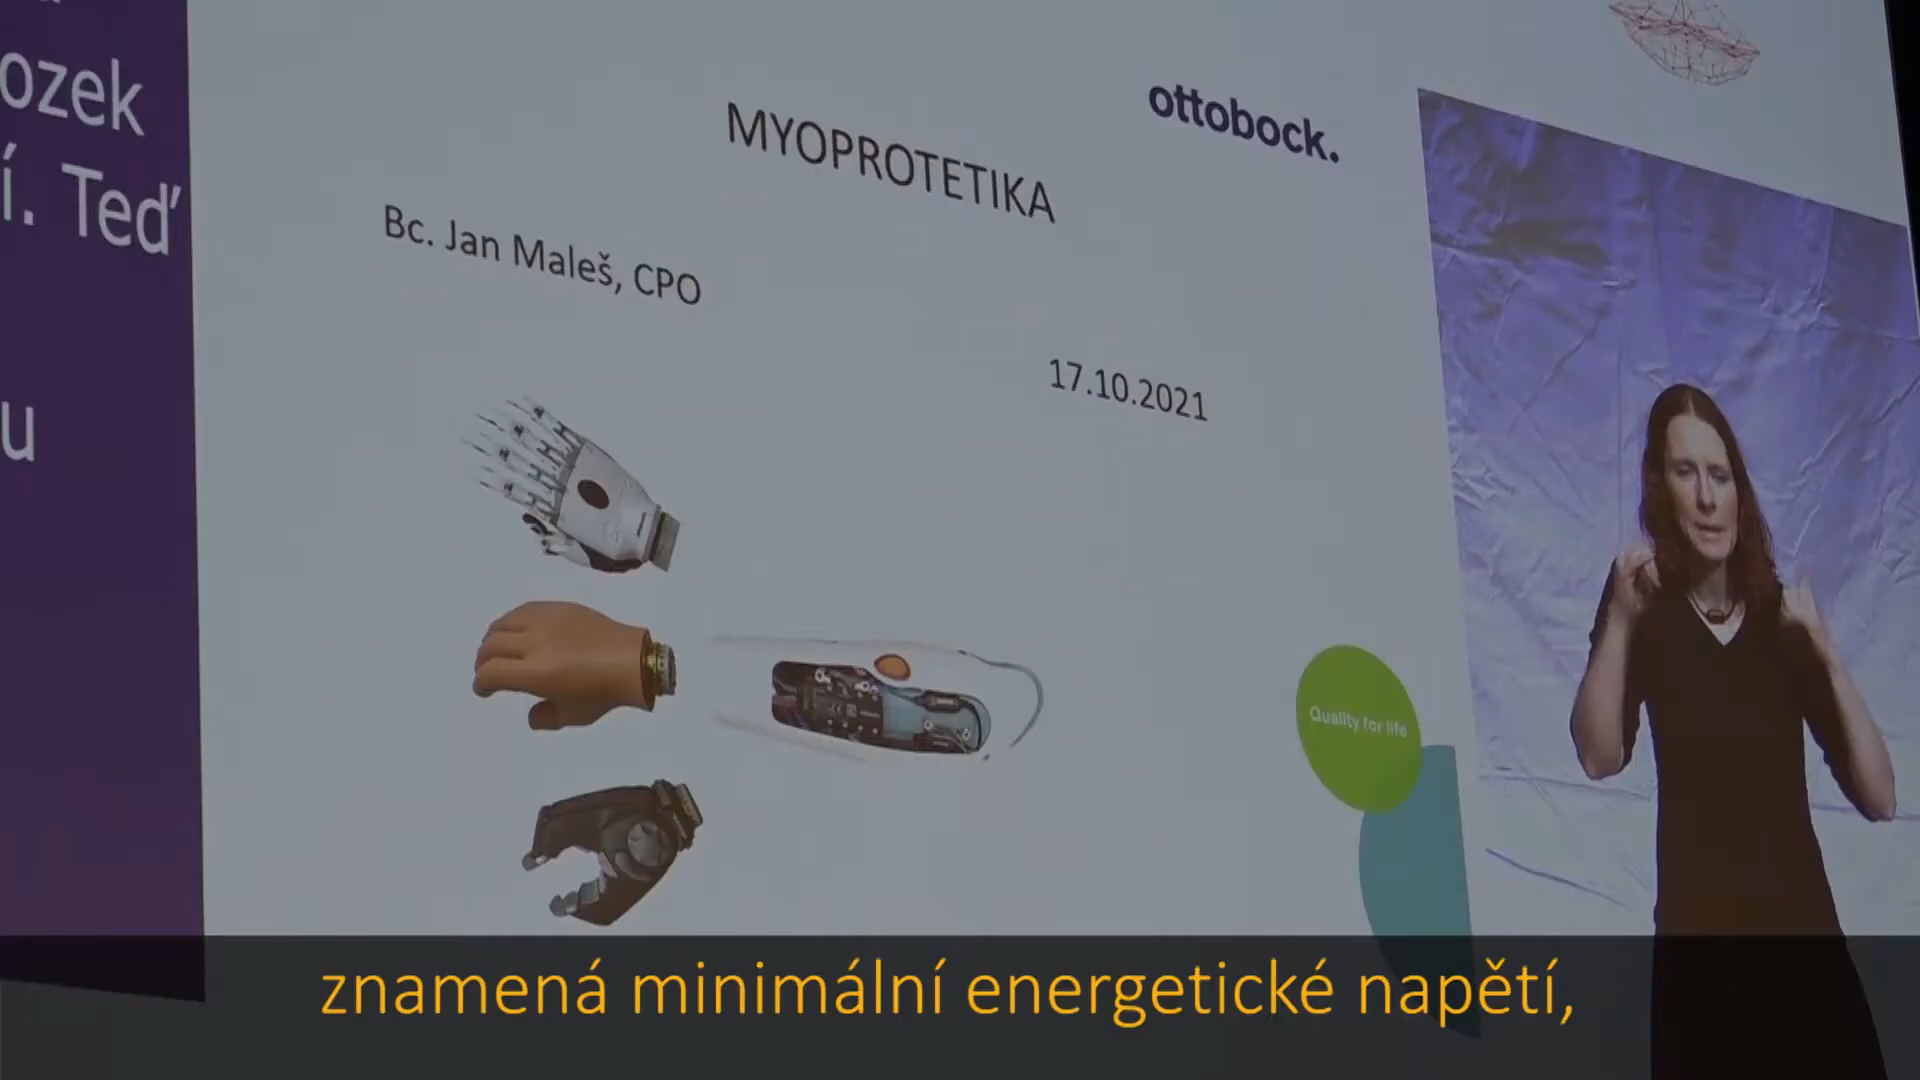 ozek
í. Teď
u
ottobock.
MYOPROTETIKA
Bc. Jan Maleš, CPO
17.10.2021
Quality for life
znamená minimální energetické napětí,